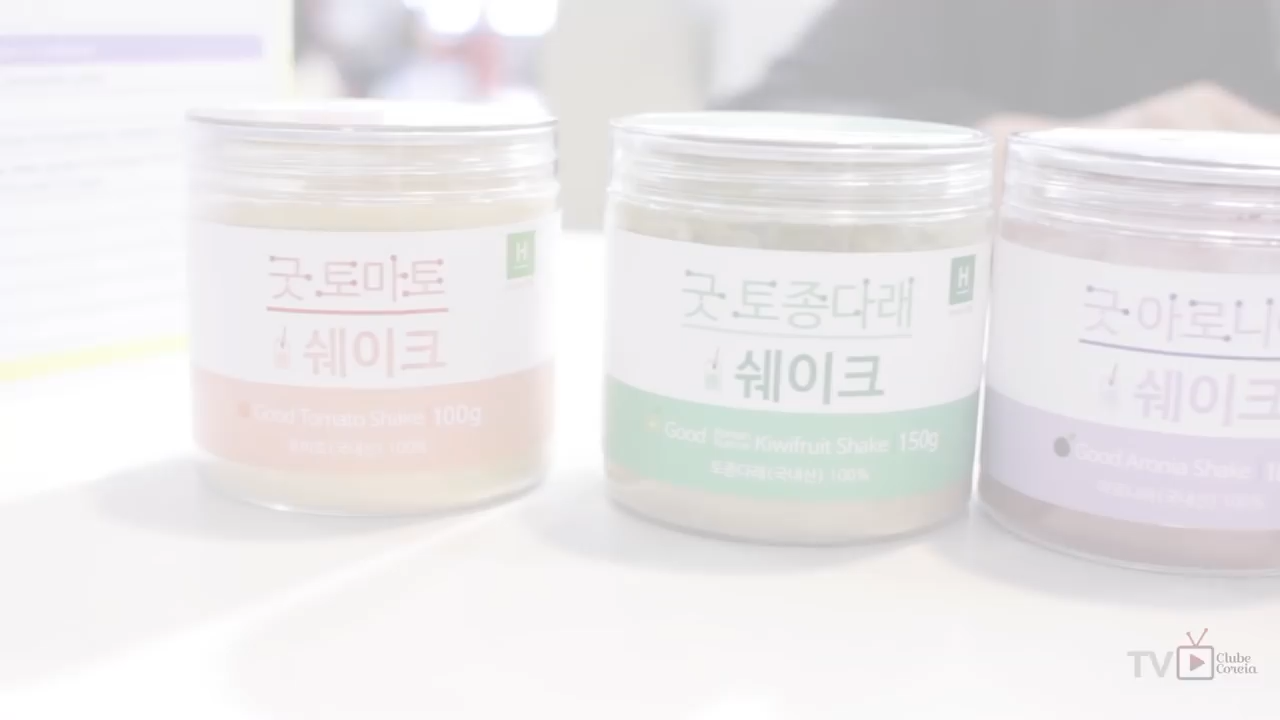 굿 토마토
쉐이크
H
Good Tomato Shake 100g
굿 토종다래
쉐이크
H
Good Kiwifruit Shake 150g
토종다래(국내산) 100%
굿 아로니
쉐이크
Good Aronia Shake
TV Clube
Coreia